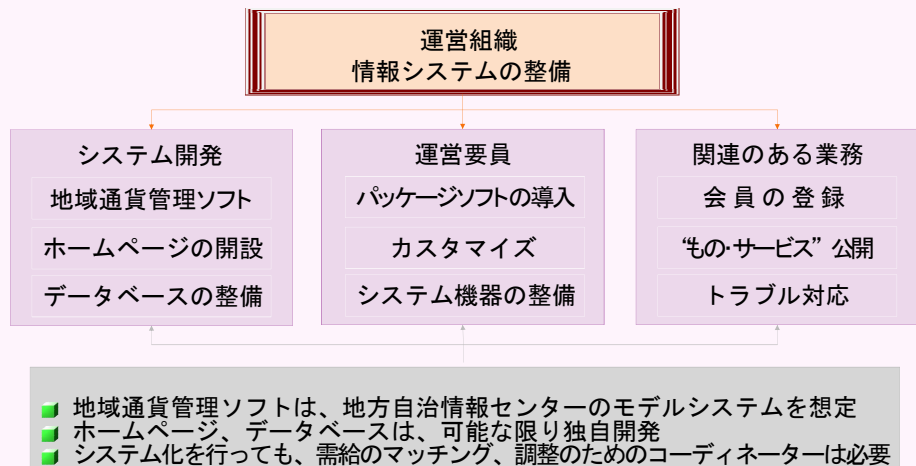 運営組織
情報システムの整備
システム開発
地域通貨管理ソフト
ホームページの開設
データベースの整備
運営要員
パッケージソフトの導入
カスタマイズ
システム機器の整備
関連のある業務
会員の登録
“もの・サービス”公開
トラブル対応
地域通貨管理ソフトは、地方自治情報センターのモデルシステムを想定
ホームページ、データベースは、可能な限り独自開発
システム化を行っても、需給のマッチング、調整のためのコーディネーターは必要